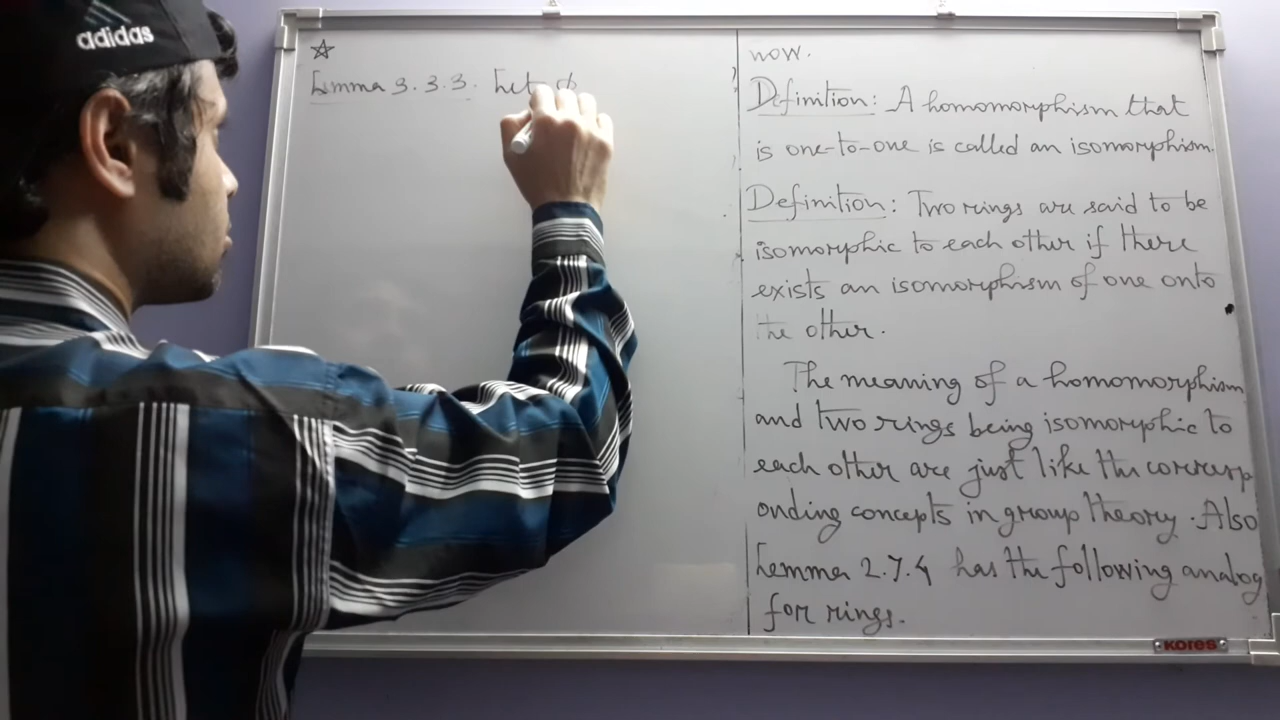 adidas
Lemma 3.3.3. Let φ
now.
Definition: A homomorphism that
is one-to-one is called an isomorphism.
Definition: Two rings are said to be
isomorphic to each other if there
exists an isomorphism of one onto
the other.
The meaning of a homomorphism
and two rings being isomorphic to
each other are just like the corresp
onding concepts in group theory. Also
Lemma 2.7.4 has the following analog
for rings.
KORES